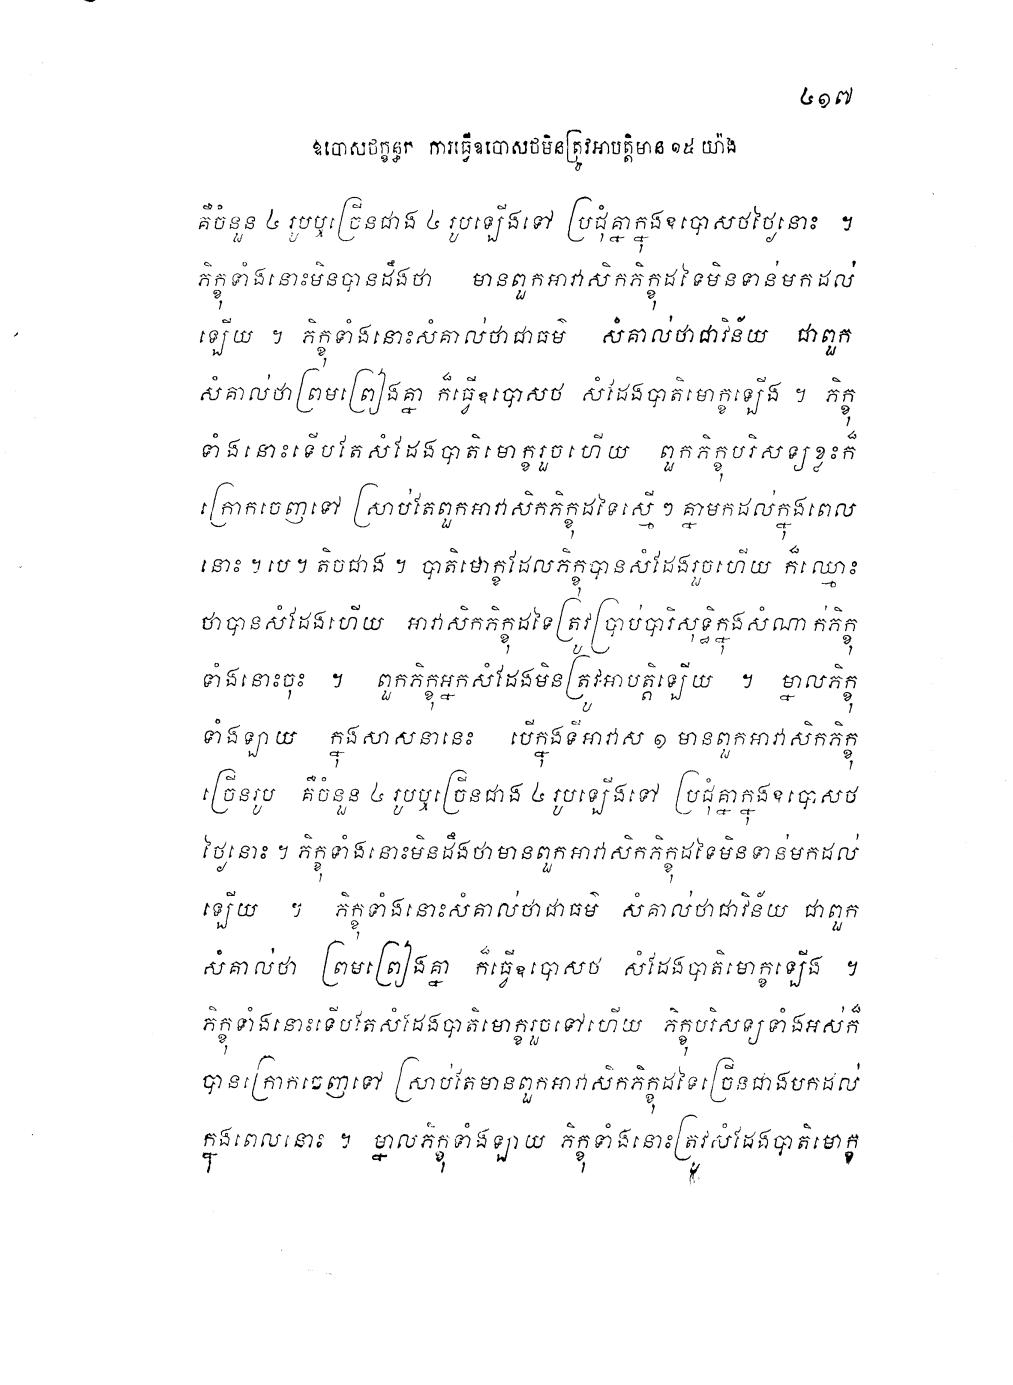 ៤១៧
ឧបោសថក្ខន្ធក ការធ្វើឧបោសថមិនត្រូវអាបត្តិមាន ១៥ យ៉ាង
គឺចំនួន ៤ រូបឬច្រើនជាង ៤ រូបឡើងទៅ ប្រជុំគ្នាក្នុងឧបោសថថ្ងៃនោះ ។
ភិក្ខុទាំងនោះមិនបានដឹងថា មានពួកអាវាសិកភិក្ខុដទៃមិនទាន់មកដល់
ឡើយ ។ ភិក្ខុទាំងនោះសំគាល់ថាជាធម៌ សំគាល់ថាជាវិន័យ ជាពួក
សំគាល់ថាព្រមព្រៀងគ្នា ក៏ធ្វើឧបោសថ សំដែងបាតិមោក្ខឡើង ។ ភិក្ខុ
ទាំងនោះទើបតែសំដែងបាតិមោក្ខរួចហើយ ពួកភិក្ខុបរិសទ្យខ្លះក៏
ក្រោកចេញទៅ ស្រាប់តែពួកអាវាសិកភិក្ខុដទៃស្មើ ៗ គ្នាមកដល់ក្នុងពេល
នោះ ។ បេ ។ តិចជាង ។ បាតិមោក្ខដែលភិក្ខុបានសំដែងរួចហើយ ក៏ឈ្មោះ
ថាបានសំដែងហើយ អាវាសិកភិក្ខុដទៃត្រូវប្រាប់បារិសុទ្ធិក្នុងសំណាក់ភិក្ខុ
ទាំងនោះចុះ ។ ពួកភិក្ខុអ្នកសំដែងមិនត្រូវអាបត្តិឡើយ ។ ម្នាលភិក្ខុ
ទាំងឡាយ ក្នុងសាសនានេះ បើក្នុងទីអាវាស ១ មានពួកអាវាសិកភិក្ខុ
ច្រើនរូប គឺចំនួន ៤ រូបឬច្រើនជាង ៤ រូបឡើងទៅ ប្រជុំគ្នាក្នុងឧបោសថ
ថ្ងៃនោះ ។ ភិក្ខុទាំងនោះមិនដឹងថាមានពួកអាវាសិកភិក្ខុដទៃមិនទាន់មកដល់
ឡើយ ។ ភិក្ខុទាំងនោះសំគាល់ថាជាធម៌ សំគាល់ថាជាវិន័យ ជាពួក
សំគាល់ថា ព្រមព្រៀងគ្នា ក៏ធ្វើឧបោសថ សំដែងបាតិមោក្ខឡើង ។
ភិក្ខុទាំងនោះទើបតែសំដែងបាតិមោក្ខរួចទៅហើយ ភិក្ខុបរិសទ្យទាំងអស់ក៏
បានក្រោកចេញទៅ ស្រាប់តែមានពួកអាវាសិកភិក្ខុដទៃច្រើនជាងមកដល់
ក្នុងពេលនោះ ។ ម្នាលភិក្ខុទាំងឡាយ ភិក្ខុទាំងនោះត្រូវសំដែងបាតិមោក្ខ